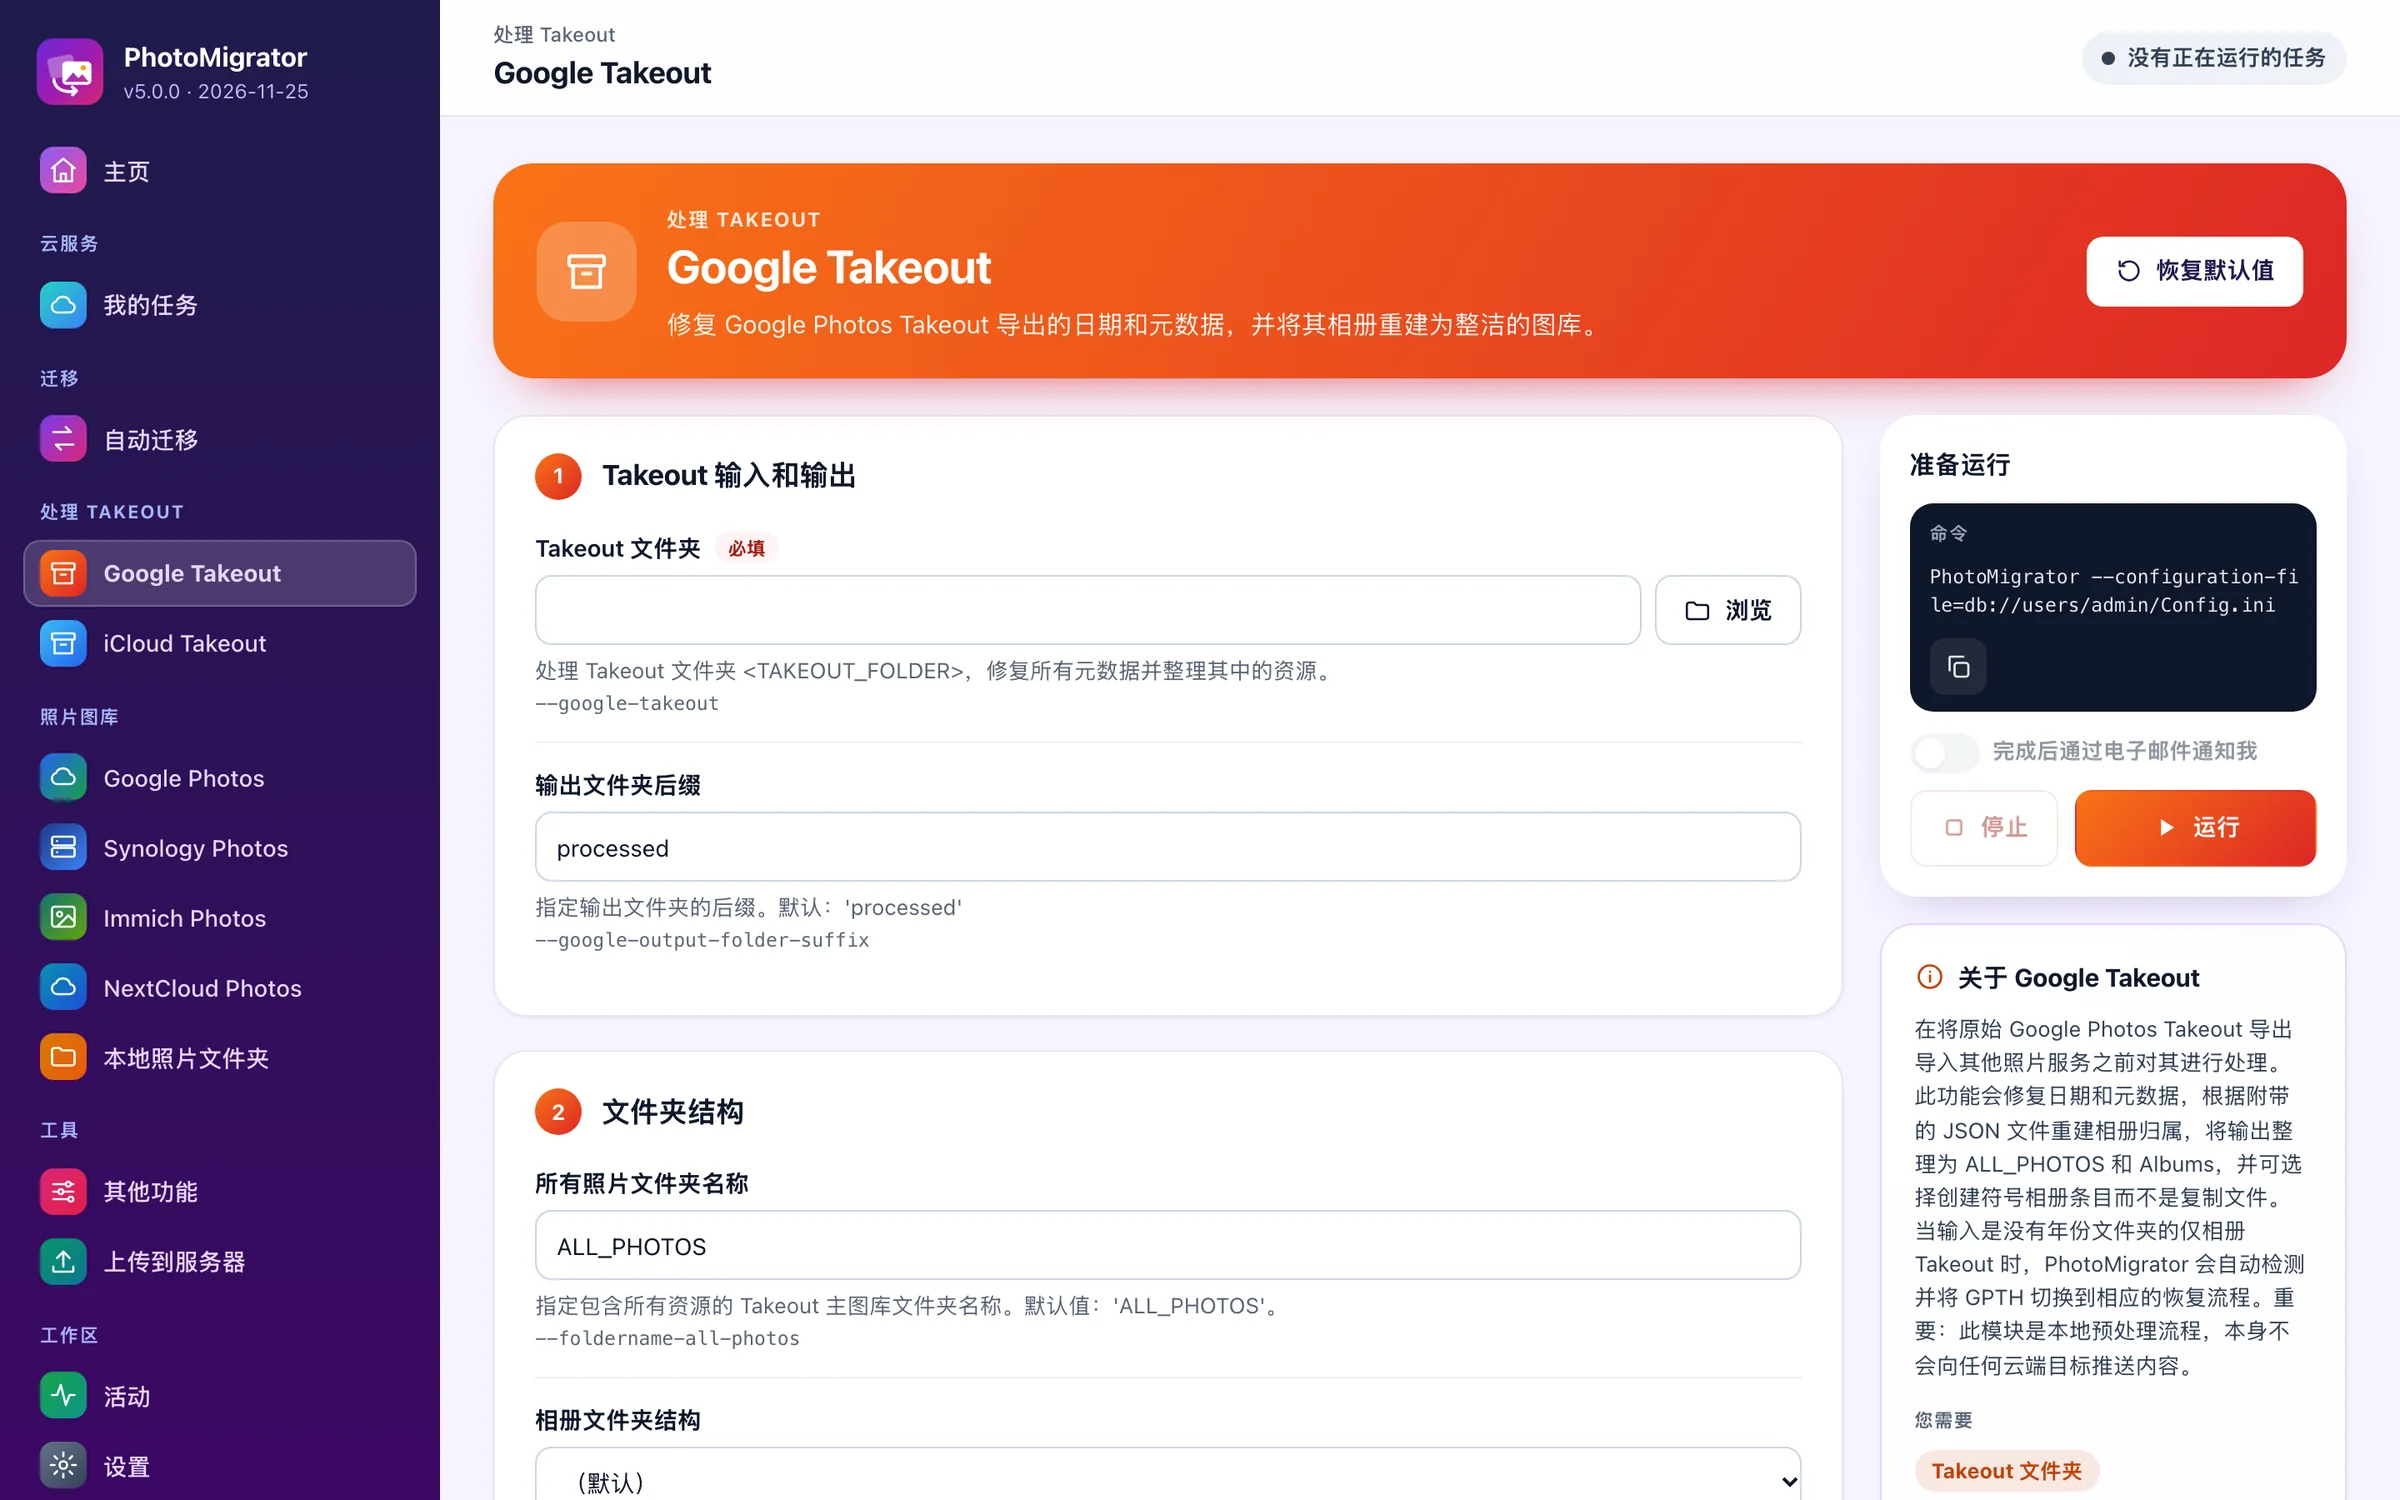 PhotoMigrator
v5.0.0 · 2026-11-25
主页
云服务
我的任务
迁移
自动迁移
处理 TAKEOUT
Google Takeout
iCloud Takeout
照片图库
Google Photos
Synology Photos
Immich Photos
NextCloud Photos
本地照片文件夹
工具
其他功能
上传到服务器
工作区
活动
设置
处理 Takeout
Google Takeout
没有正在运行的任务
处理 TAKEOUT
Google Takeout
修复 Google Photos Takeout 导出的日期和元数据，并将其相册重建为整洁的图库。
恢复默认值
1 Takeout 输入和输出
Takeout 文件夹 必填
浏览
处理 Takeout 文件夹 <TAKEOUT_FOLDER>，修复所有元数据并整理其中的资源。
--google-takeout
输出文件夹后缀
processed
指定输出文件夹的后缀。默认：'processed'
--google-output-folder-suffix
2 文件夹结构
所有照片文件夹名称
ALL_PHOTOS
指定包含所有资源的 Takeout 主图库文件夹名称。默认值：'ALL_PHOTOS'。
--foldername-all-photos
相册文件夹结构
（默认）
准备运行
命令
PhotoMigrator --configuration-fi
le=db://users/admin/Config.ini
完成后通过电子邮件通知我
停止
运行
关于 Google Takeout
在将原始 Google Photos Takeout 导出
导入其他照片服务之前对其进行处理。
此功能会修复日期和元数据，根据附带
的 JSON 文件重建相册归属，将输出整
理为 ALL_PHOTOS 和 Albums，并可选
择创建符号相册条目而不是复制文件。
当输入是没有年份文件夹的仅相册
Takeout 时，PhotoMigrator 会自动检测
并将 GPTH 切换到相应的恢复流程。重
要：此模块是本地预处理流程，本身不
会向任何云端目标推送内容。
您需要
Takeout 文件夹